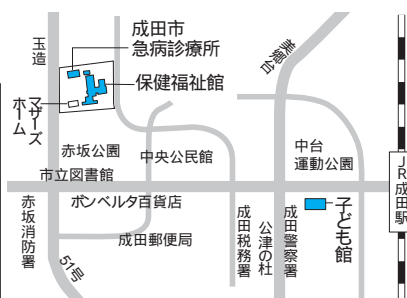 玉造
成田市
急病診療所
美郷台
保健福祉館
マザーズ
ホーム
赤坂公園
中央公民館
中台
運動公園
市立図書館
JR成田駅
ボンベルタ百貨店
子ども館
赤坂消防署
成田税務署
公津の杜
成田警察署
成田郵便局
51号